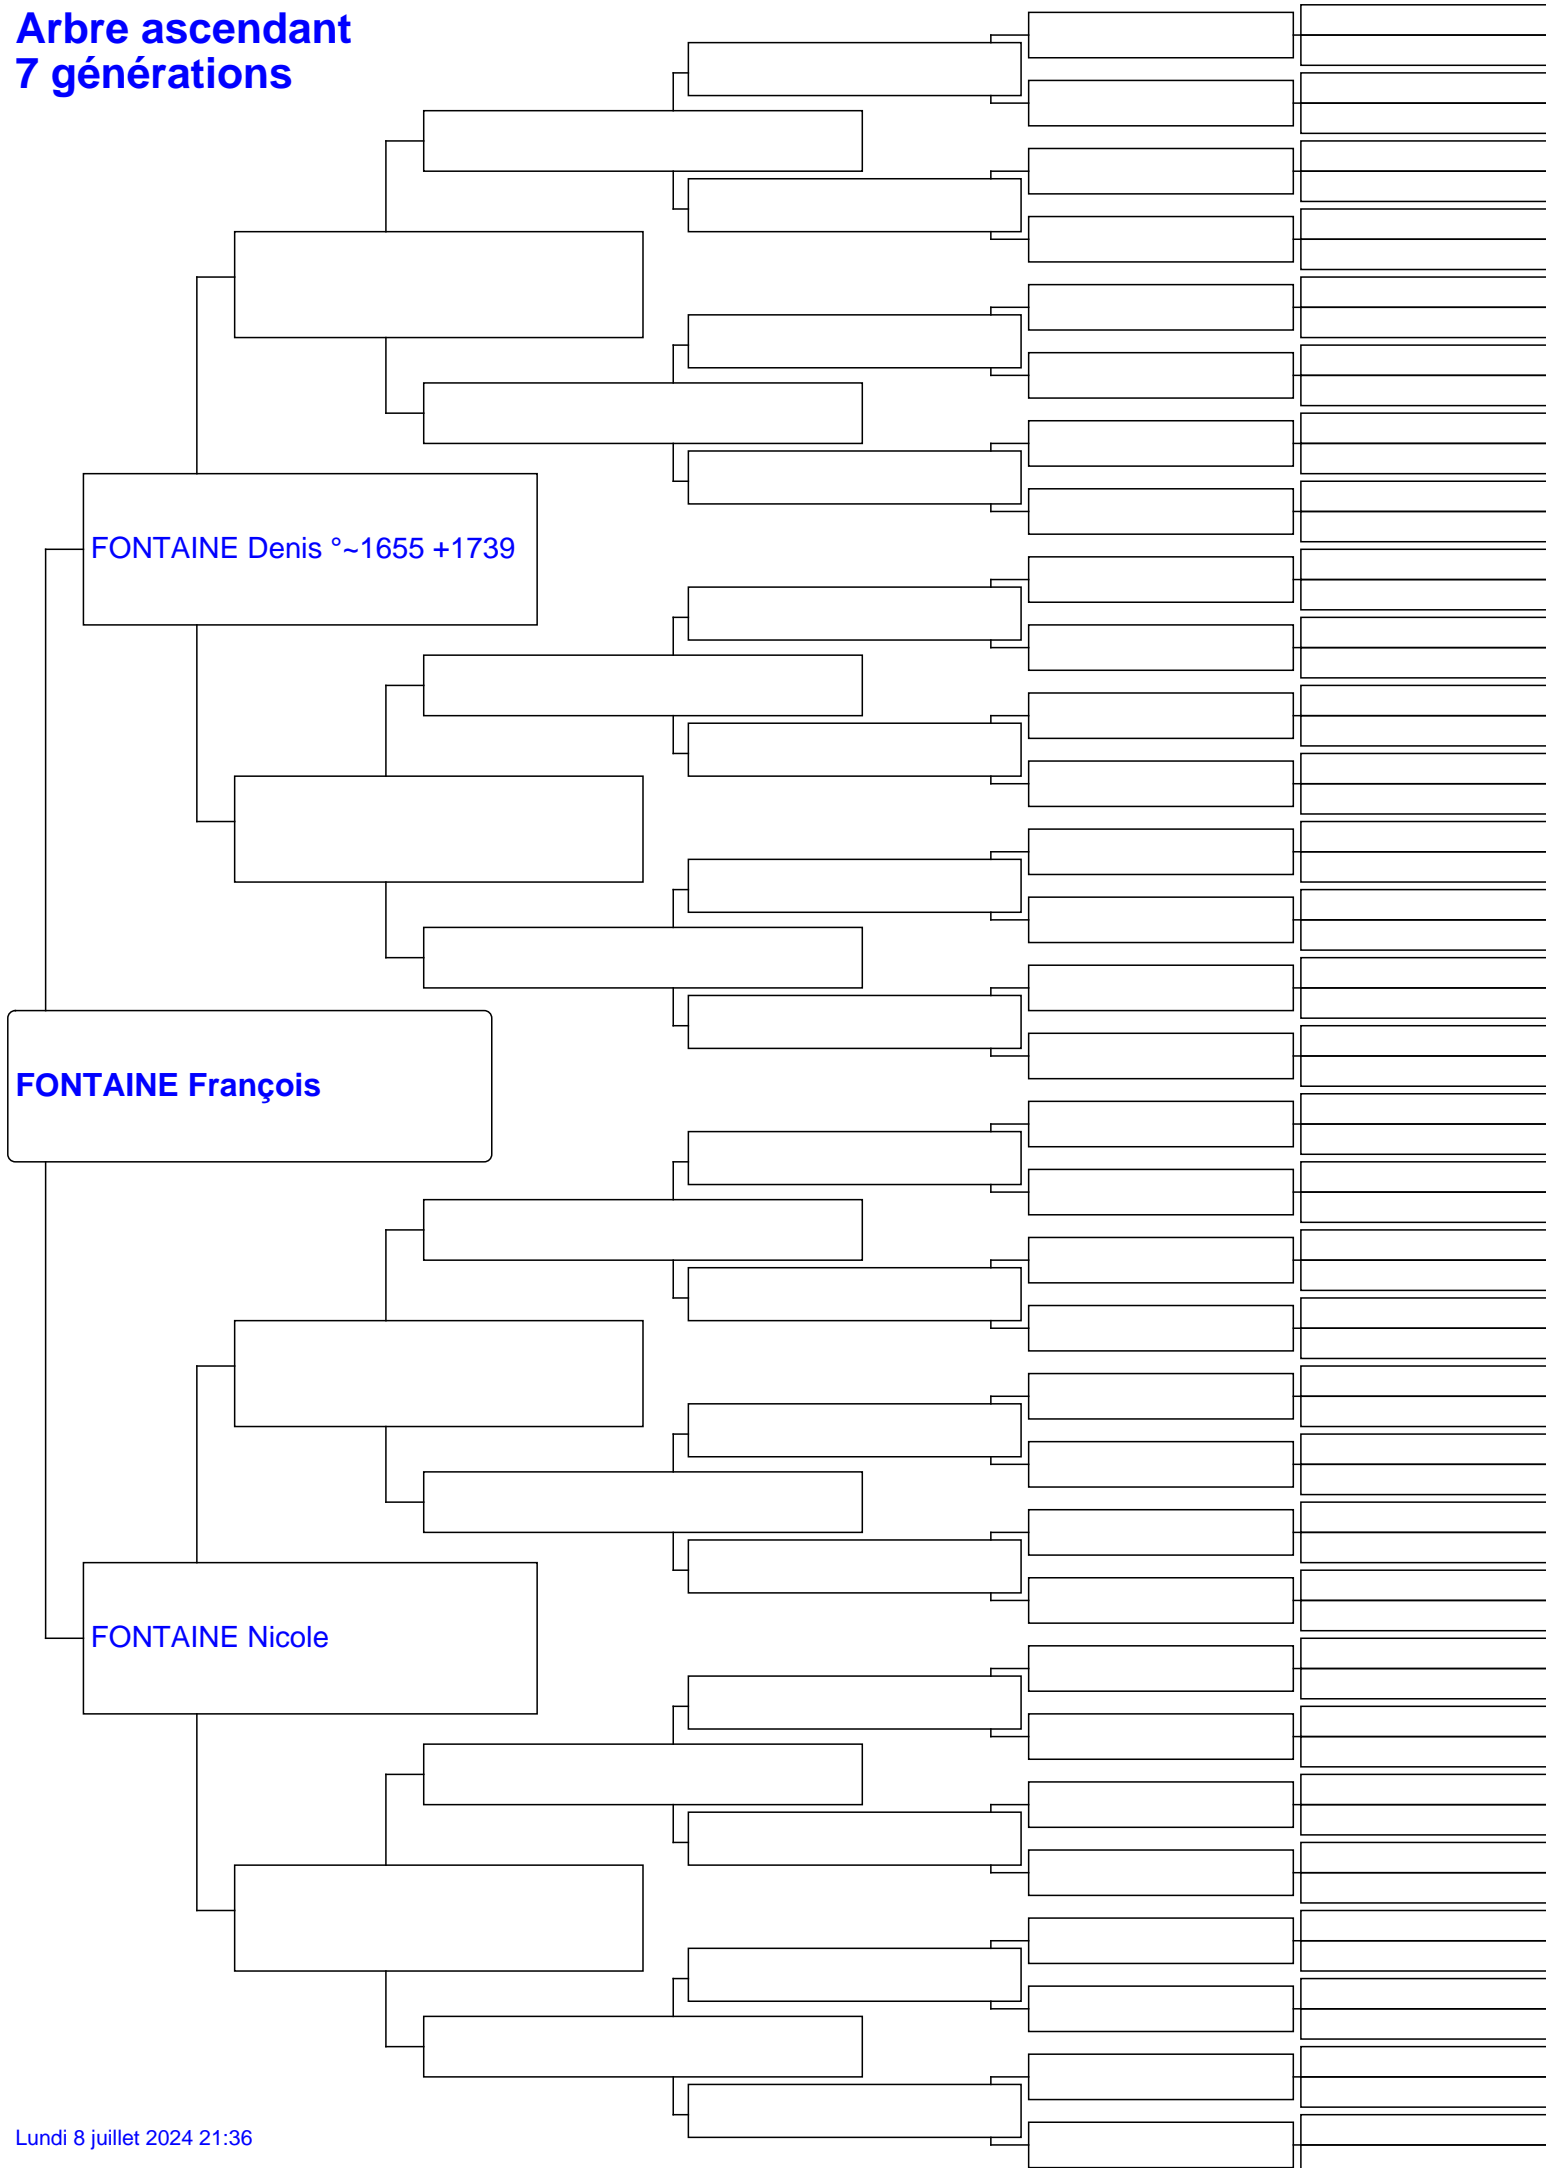 Arbre ascendant
7 générations
FONTAINE Denis °~1655 +1739
FONTAINE François
FONTAINE Nicole
Lundi 8 juillet 2024 21:36